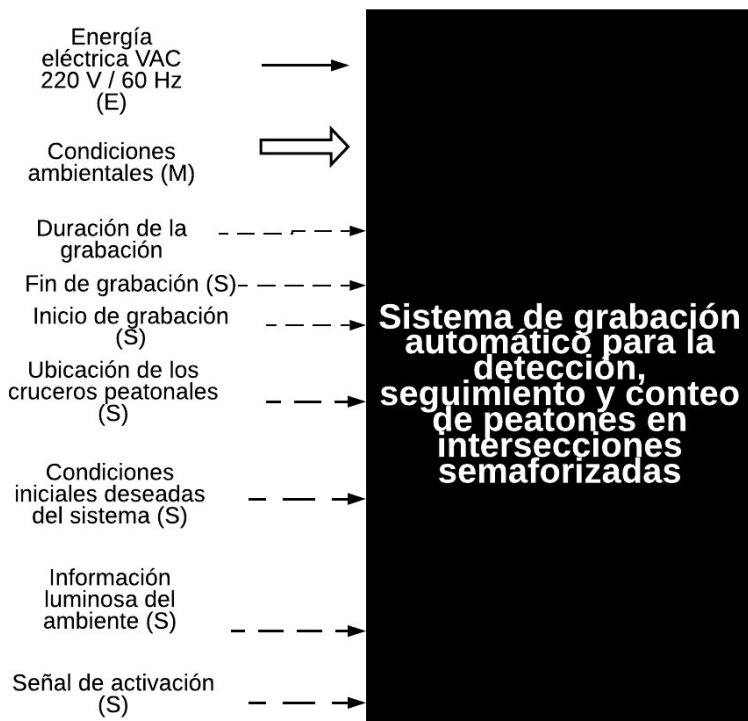 Energía
eléctrica VAC
220 V / 60 Hz
(E)
Condiciones
ambientales (M)
Duración de la
grabación
Fin de grabación (S)
Inicio de grabación
(S)
Ubicación de los
cruceros peatonales
(S)
Condiciones
iniciales deseadas
del sistema (S)
Información
luminosa del
ambiente (S)
Señal de activación
(S)
Sistema de grabación
automático para la
detección,
seguimiento y conteo
de peatones en
intersecciones
semaforizadas